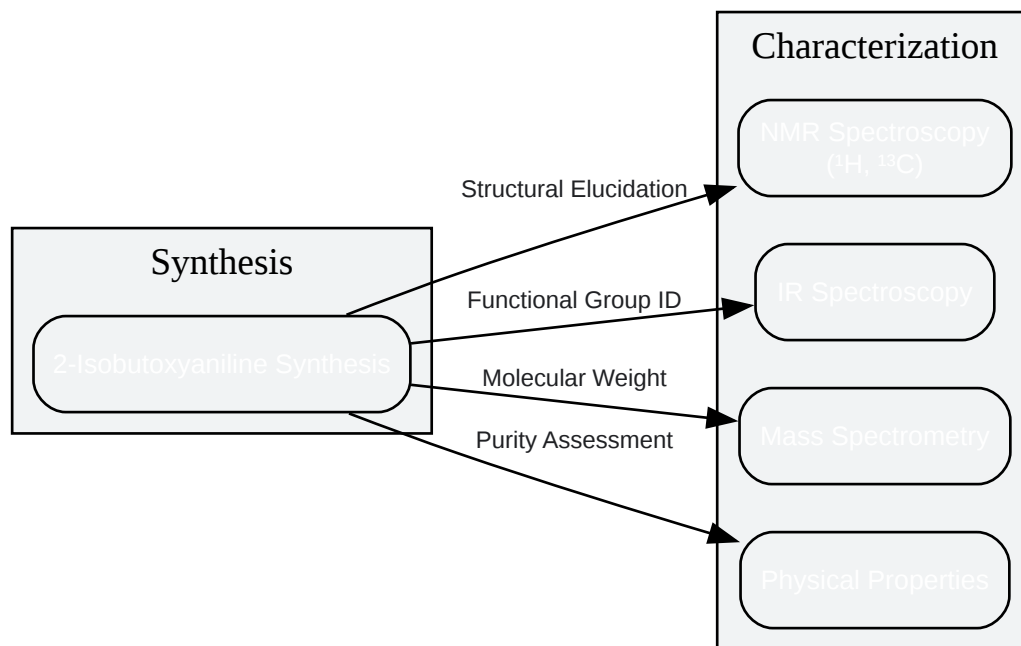 Characterization
NMR Spectroscopy
(¹H, ¹³C)
Structural Elucidation
Synthesis
Functional Group ID
IR Spectroscopy
2-Isobutoxyaniline Synthesis
Molecular Weight
Mass Spectrometry
Purity Assessment
Physical Properties